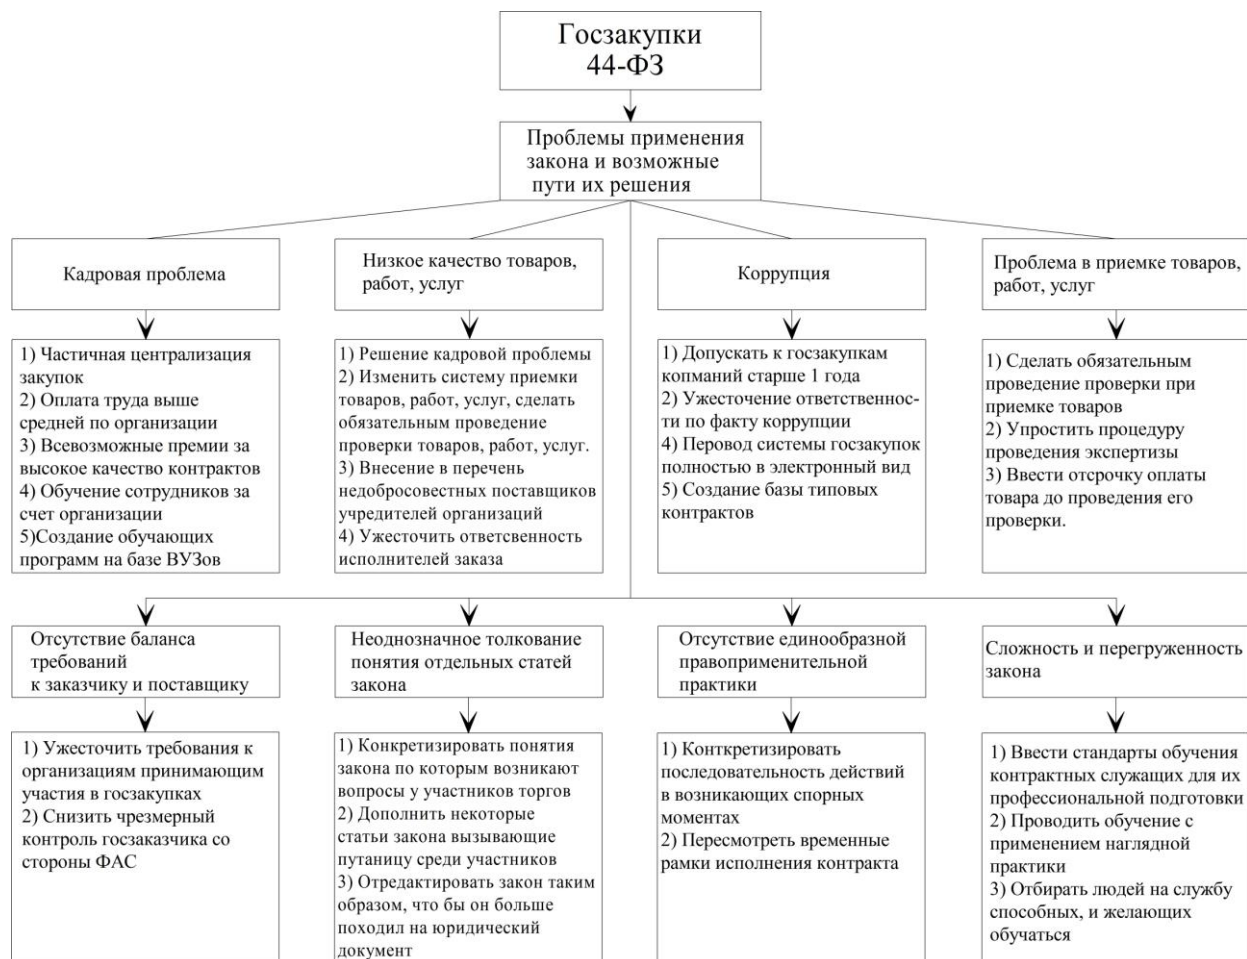 Госзакупки
44-ФЗ
Проблемы применения
закона и возможные
пути их решения
Кадровая проблема
Низкое качество товаров,
работ, услуг
Коррупция
Проблема в приемке товаров,
работ, услуг
1) Частичная централизация
закупок
2) Оплата труда выше
средней по организации
3) Всевозможные премии за
высокое качество контрактов
4) Обучение сотрудников за
счет организации
5)Создание обучающих
программ на базе ВУЗов
1) Решение кадровой проблемы
2) Изменить систему приемки
товаров, работ, услуг, сделать
обязательным проведение
проверки товаров, работ, услуг.
3) Внесение в перечень
недобросовестных поставщиков
учредителей организаций
4) Ужесточить ответсвенность
исполнителей заказа
1) Допускать к госзакупкам
копманий старше 1 года
2) Ужесточение ответственнос-
ти по факту коррупции
4) Перовод системы госзакупок
полностью в электронный вид
5) Создание базы типовых
контрактов
1) Сделать обязательным
проведение проверки при
приемке товаров
2) Упростить процедуру
проведения экспертизы
3) Ввести отсрочку оплаты
товара до проведения его
проверки.
Отсутствие баланса
требований
к заказчику и поставщику
Неоднозначное толкование
понятия отдельных статей
закона
Отсутствие единообразной
правоприменительной
практики
Сложность и перегруженность
закона
1) Ужесточить требования к
организациям принимающим
участия в госзакупках
2) Снизить чрезмерный
контроль госзаказчика со
стороны ФАС
1) Конкретизировать понятия
закона по которым возникают
вопросы у участников торгов
2) Дополнить некоторые
статьи закона вызывающие
путаницу среди участников
3) Отредактировать закон таким
образом, что бы он больше
походил на юридический
документ
1) Конткретизировать
последовательность действий
в возникающих спорных
моментах
2) Пересмотреть временные
рамки исполнения контракта
1) Ввести стандарты обучения
контрактных служащих для их
профессиональной подготовки
2) Проводить обучение с
применением наглядной
практики
3) Отбирать людей на службу
способных, и желающих
обучаться